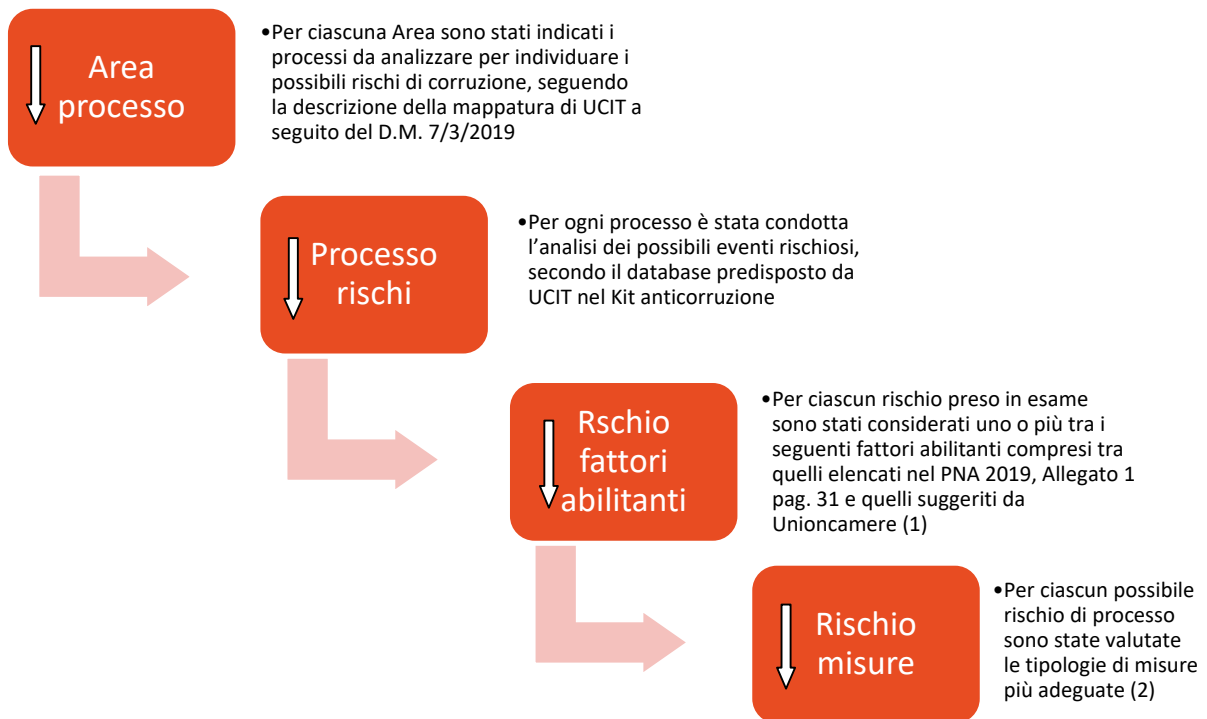 Area
processo
•Per ciascuna Area sono stati indicati i
processi da analizzare per individuare i
possibili rischi di corruzione, seguendo
la descrizione della mappatura di UCIT a
seguito del D.M. 7/3/2019
Processo
rischi
•Per ogni processo è stata condotta
l’analisi dei possibili eventi rischiosi,
secondo il database predisposto da
UCIT nel Kit anticorruzione
Rschio
fattori
abilitanti
•Per ciascun rischio preso in esame
sono stati considerati uno o più tra i
seguenti fattori abilitanti compresi tra
quelli elencati nel PNA 2019, Allegato 1
pag. 31 e quelli suggeriti da
Unioncamere (1)
Rischio
misure
•Per ciascun possibile
rischio di processo
sono state valutate
le tipologie di misure
più adeguate (2)